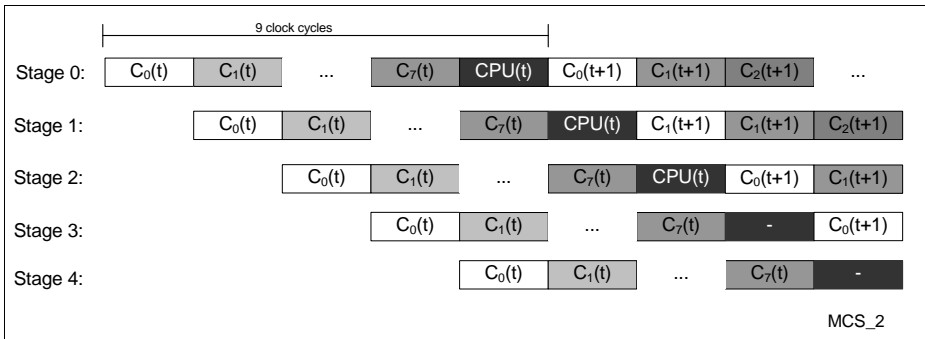 9 clock cycles
Stage 0: C₀(t) C₁(t) ... C₇(t) CPU(t) C₀(t+1) C₁(t+1) C₂(t+1) ...
Stage 1: C₀(t) C₁(t) ... C₇(t) CPU(t) C₁(t+1) C₁(t+1) C₂(t+1)
Stage 2: C₀(t) C₁(t) ... C₇(t) CPU(t) C₀(t+1) C₁(t+1)
Stage 3: C₀(t) C₁(t) ... C₇(t) - C₀(t+1)
Stage 4: C₀(t) C₁(t) ... C₇(t) -
MCS_2